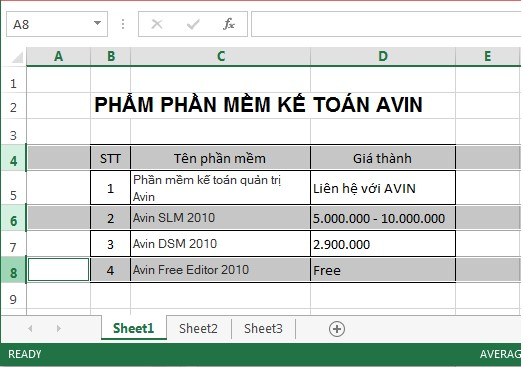 A8
fx
A B C D E
1
2 PHẨM PHẦN MỀM KẾ TOÁN AVIN
3
4 STT Tên phần mềm Giá thành
5 1 Phần mềm kế toán quản trị Liên hệ với AVIN
Avin
6 2 Avin SLM 2010 5.000.000 - 10.000.000
7 3 Avin DSM 2010 2.900.000
8 4 Avin Free Editor 2010 Free
9
Sheet1 Sheet2 Sheet3
READY AVERAG